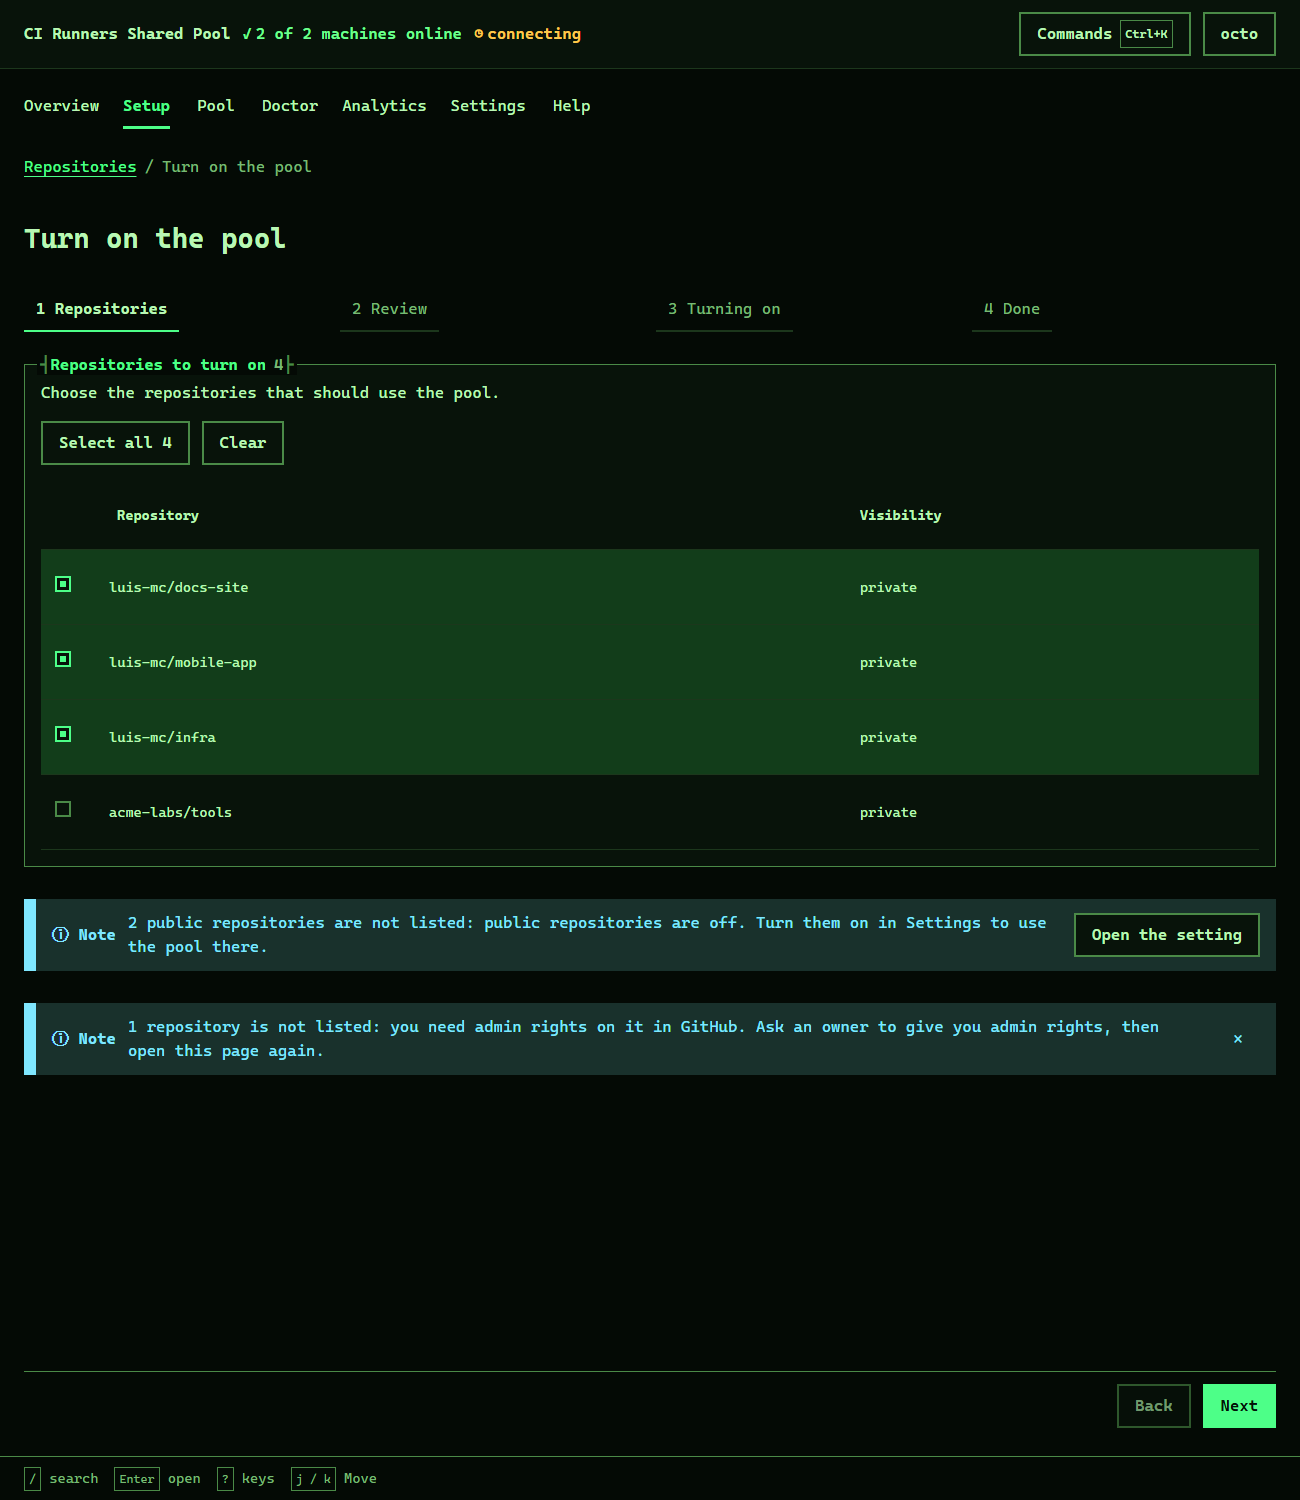 CI Runners Shared Pool ✓ 2 of 2 machines online connecting
Commands Ctrl+K octo
Overview Setup Pool Doctor Analytics Settings Help
Repositories / Turn on the pool
Turn on the pool
1 Repositories 2 Review 3 Turning on 4 Done
Repositories to turn on 4
Choose the repositories that should use the pool.
Select all 4 Clear
Repository Visibility
luis-mc/docs-site private
luis-mc/mobile-app private
luis-mc/infra private
acme-labs/tools private
ⓘ Note 2 public repositories are not listed: public repositories are off. Turn them on in Settings to use
the pool there.
Open the setting
ⓘ Note 1 repository is not listed: you need admin rights on it in GitHub. Ask an owner to give you admin rights, then
open this page again.
×
Back Next
/ search Enter open ? keys j / k Move